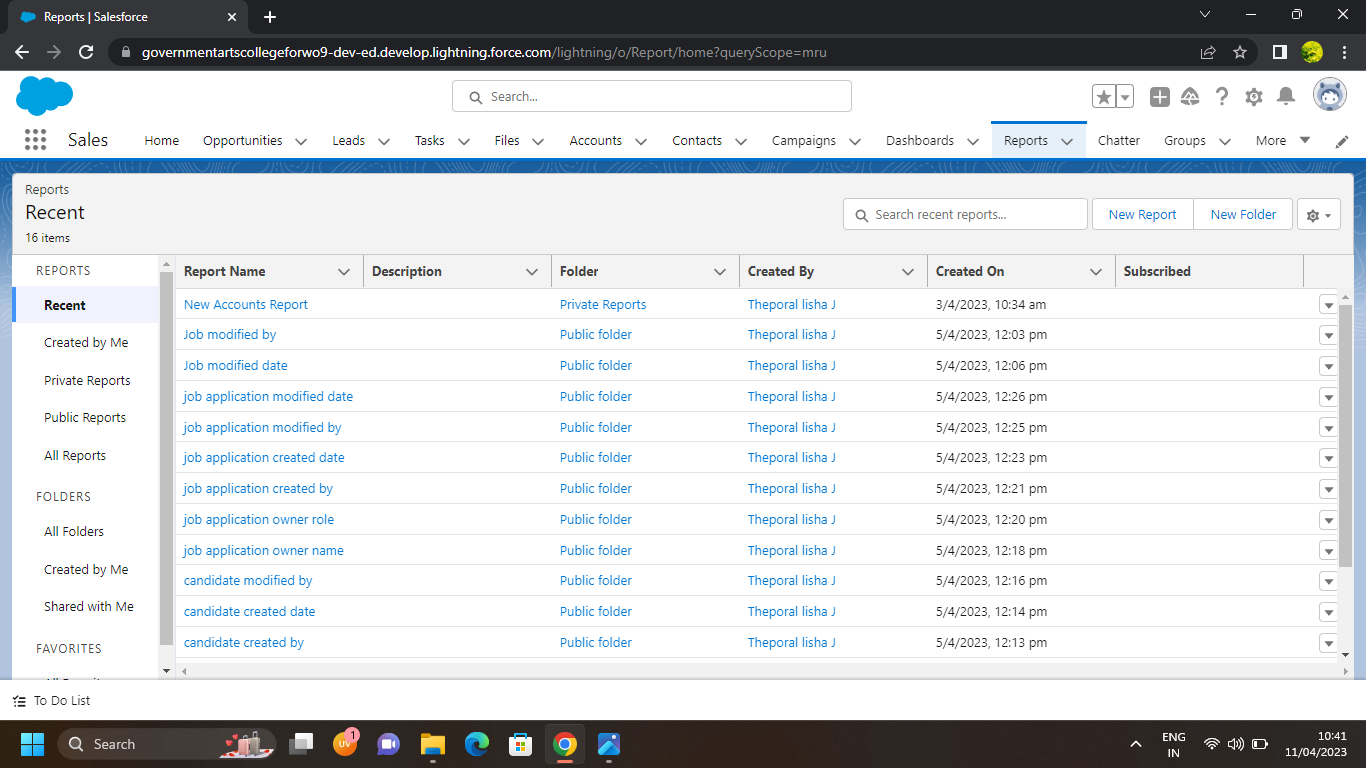 Reports | Salesforce
governmentartscollegeforwo9-dev-ed.develop.lightning.force.com/lightning/o/Report/home?queryScope=mru
Search...
Sales Home Opportunities Leads Tasks Files Accounts Contacts Campaigns Dashboards Reports Chatter Groups More
Reports
Recent
16 items
Search recent reports...
New Report
New Folder
REPORTS
Recent
Created by Me
Private Reports
Public Reports
All Reports
FOLDERS
All Folders
Created by Me
Shared with Me
FAVORITES
Report Name Description Folder Created By Created On Subscribed
New Accounts Report Private Reports Theporal lisha J 3/4/2023, 10:34 am
Job modified by Public folder Theporal lisha J 5/4/2023, 12:03 pm
Job modified date Public folder Theporal lisha J 5/4/2023, 12:06 pm
job application modified date Public folder Theporal lisha J 5/4/2023, 12:26 pm
job application modified by Public folder Theporal lisha J 5/4/2023, 12:25 pm
job application created date Public folder Theporal lisha J 5/4/2023, 12:23 pm
job application created by Public folder Theporal lisha J 5/4/2023, 12:21 pm
job application owner role Public folder Theporal lisha J 5/4/2023, 12:20 pm
job application owner name Public folder Theporal lisha J 5/4/2023, 12:18 pm
candidate modified by Public folder Theporal lisha J 5/4/2023, 12:16 pm
candidate created date Public folder Theporal lisha J 5/4/2023, 12:14 pm
candidate created by Public folder Theporal lisha J 5/4/2023, 12:13 pm
To Do List
Search
UV
1
ENG
IN
10:41
11/04/2023